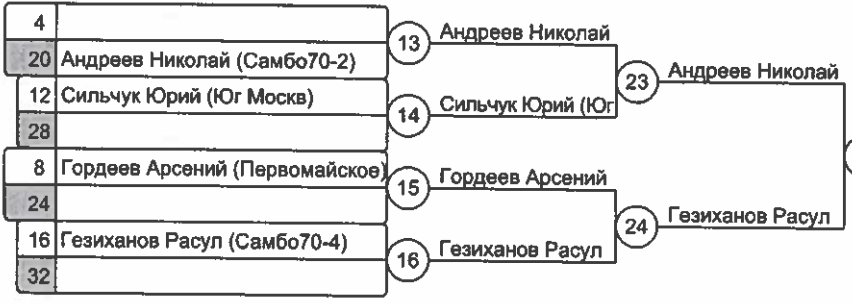 4
20 Андреев Николай (Самбо70-2)
12 Сильчук Юрий (Юг Москв)
28
8 Гордеев Арсений (Первомайское)
24
16 Гезиханов Расул (Самбо70-4)
32
13 Андреев Николай
14 Сильчук Юрий (Юг
15 Гордеев Арсений
16 Гезиханов Расул
23 Андреев Николай
24 Гезиханов Расул